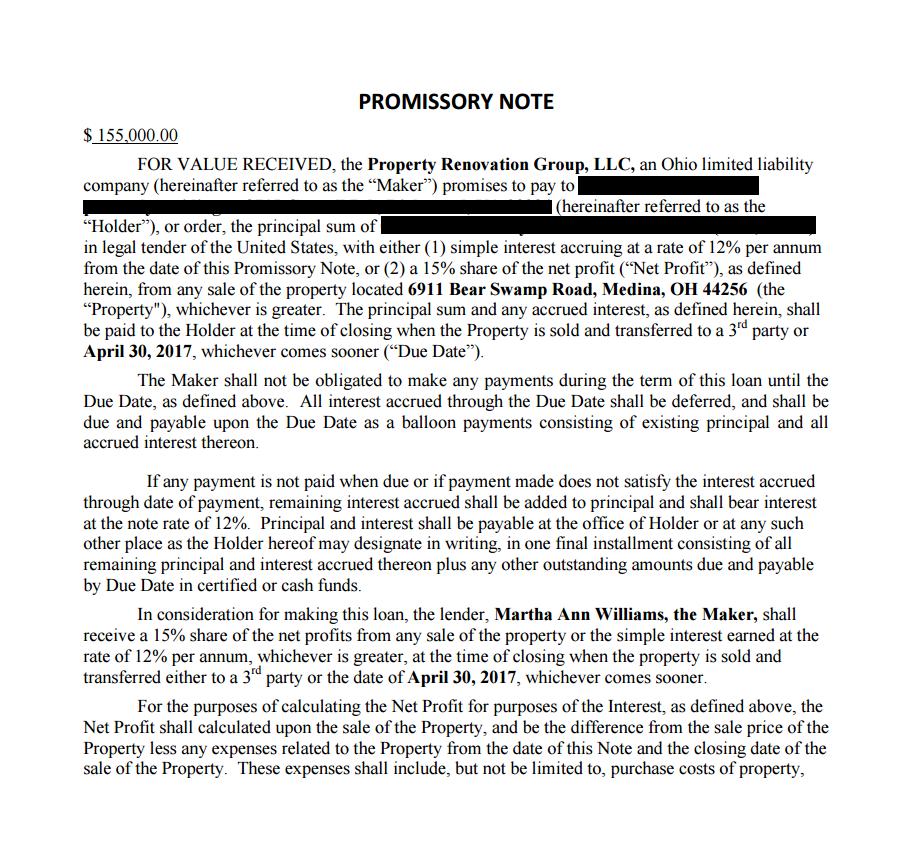 PROMISSORY NOTE
$ 155,000.00
FOR VALUE RECEIVED, the Property Renovation Group, LLC, an Ohio limited liability
company (hereinafter referred to as the “Maker”) promises to pay to
(hereinafter referred to as the
“Holder”), or order, the principal sum of
in legal tender of the United States, with either (1) simple interest accruing at a rate of 12% per annum
from the date of this Promissory Note, or (2) a 15% share of the net profit (“Net Profit”), as defined
herein, from any sale of the property located 6911 Bear Swamp Road, Medina, OH 44256 (the
“Property"), whichever is greater. The principal sum and any accrued interest, as defined herein, shall
be paid to the Holder at the time of closing when the Property is sold and transferred to a 3rd party or
April 30, 2017, whichever comes sooner (“Due Date”).
The Maker shall not be obligated to make any payments during the term of this loan until the
Due Date, as defined above. All interest accrued through the Due Date shall be deferred, and shall be
due and payable upon the Due Date as a balloon payments consisting of existing principal and all
accrued interest thereon.
If any payment is not paid when due or if payment made does not satisfy the interest accrued
through date of payment, remaining interest accrued shall be added to principal and shall bear interest
at the note rate of 12%. Principal and interest shall be payable at the office of Holder or at any such
other place as the Holder hereof may designate in writing, in one final installment consisting of all
remaining principal and interest accrued thereon plus any other outstanding amounts due and payable
by Due Date in certified or cash funds.
In consideration for making this loan, the lender, Martha Ann Williams, the Maker, shall
receive a 15% share of the net profits from any sale of the property or the simple interest earned at the
rate of 12% per annum, whichever is greater, at the time of closing when the property is sold and
transferred either to a 3rd party or the date of April 30, 2017, whichever comes sooner.
For the purposes of calculating the Net Profit for purposes of the Interest, as defined above, the
Net Profit shall calculated upon the sale of the Property, and be the difference from the sale price of the
Property less any expenses related to the Property from the date of this Note and the closing date of the
sale of the Property. These expenses shall include, but not be limited to, purchase costs of property,